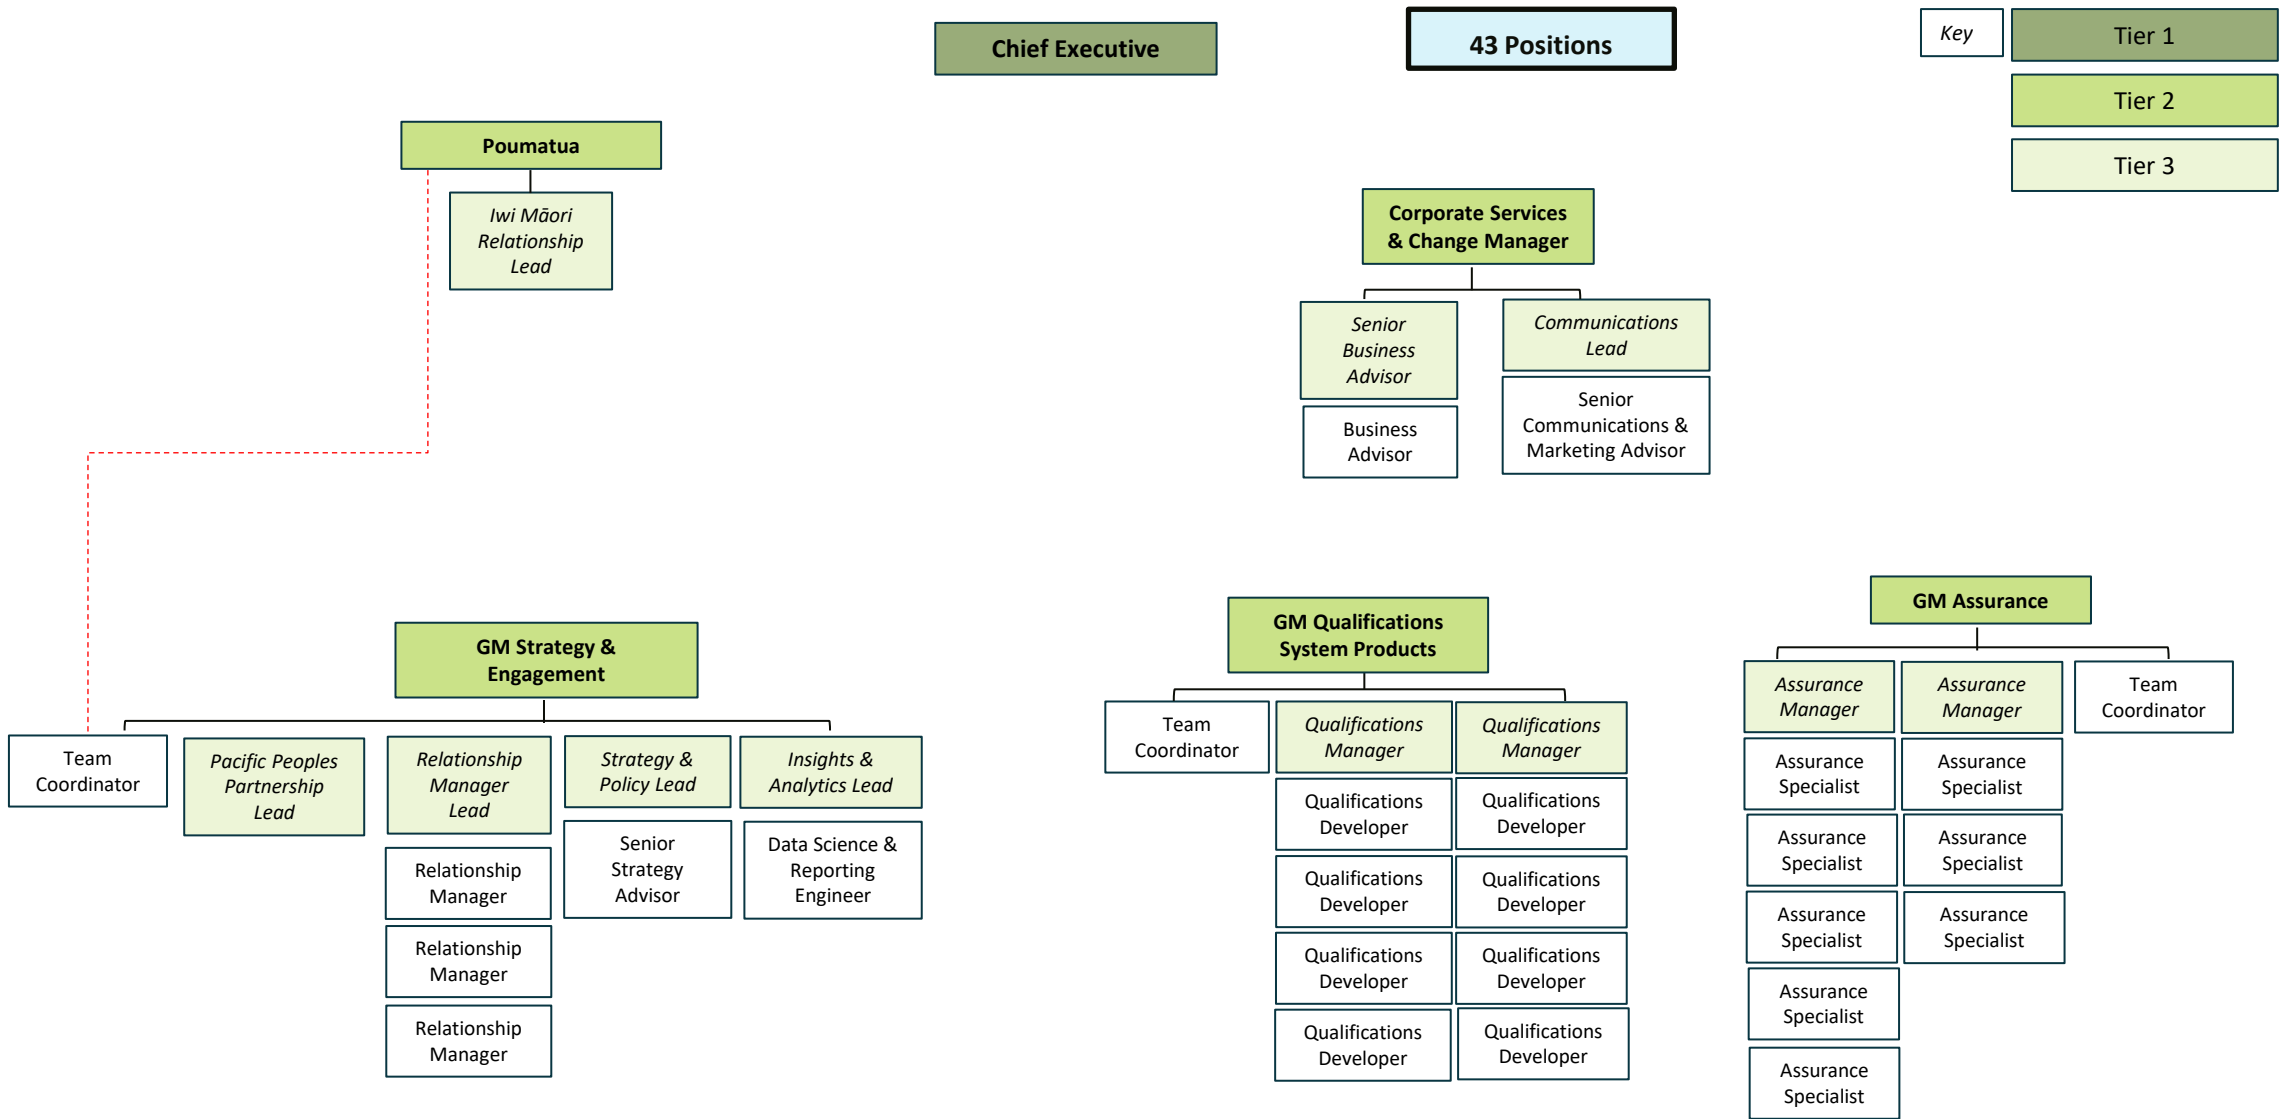 Chief Executive
43 Positions
Key
Tier 1
Tier 2
Tier 3
Poumatua
Iwi Māori
Relationship
Lead
Corporate Services
& Change Manager
Senior
Business
Advisor
Business
Advisor
Communications
Lead
Senior
Communications &
Marketing Advisor
GM Strategy &
Engagement
Team
Coordinator
Pacific Peoples
Partnership
Lead
Relationship
Manager
Lead
Relationship
Manager
Relationship
Manager
Relationship
Manager
Strategy &
Policy Lead
Senior
Strategy
Advisor
Insights &
Analytics Lead
Data Science &
Reporting
Engineer
GM Qualifications
System Products
Team
Coordinator
Qualifications
Manager
Qualifications
Developer
Qualifications
Developer
Qualifications
Developer
Qualifications
Developer
Qualifications
Manager
Qualifications
Developer
Qualifications
Developer
Qualifications
Developer
Qualifications
Developer
GM Assurance
Assurance
Manager
Assurance
Specialist
Assurance
Specialist
Assurance
Specialist
Assurance
Specialist
Assurance
Specialist
Assurance
Manager
Assurance
Specialist
Assurance
Specialist
Assurance
Specialist
Team
Coordinator